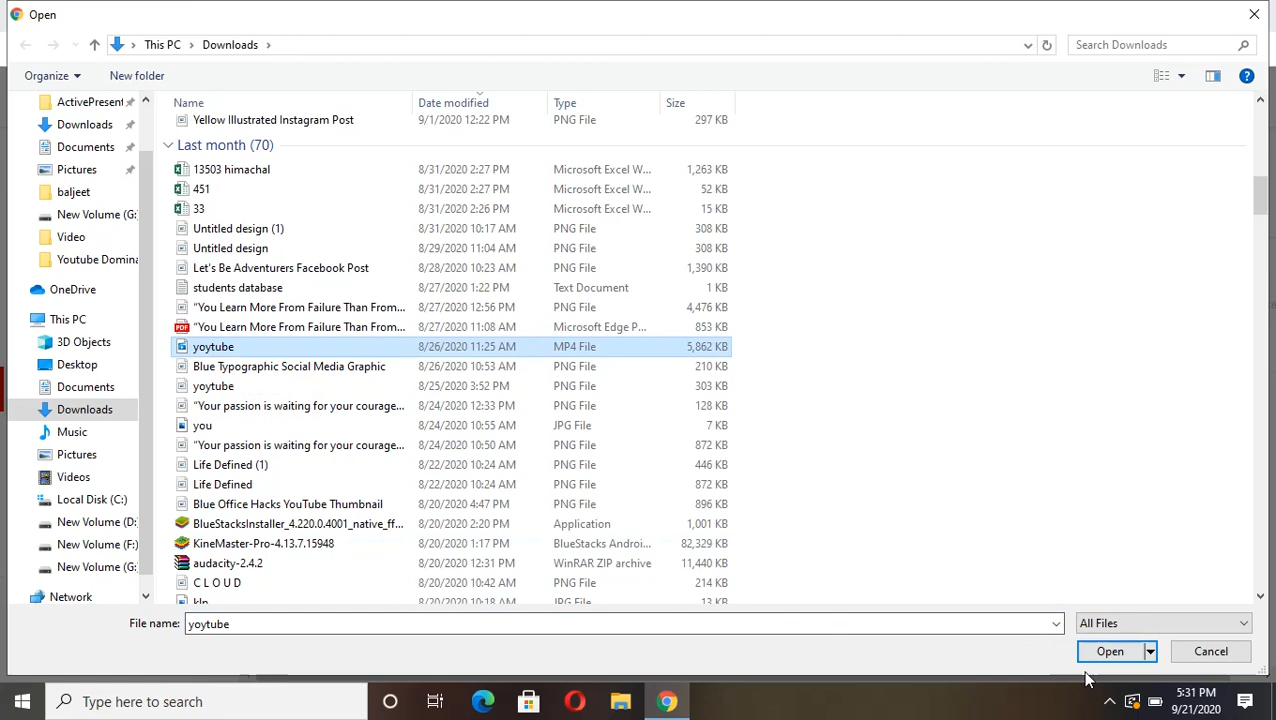 Open
This PC
Downloads
Search Downloads
Organize
New folder
ActivePresent
Downloads
Documents
Pictures
baljeet
New Volume (G:
Video
Youtube Domina
OneDrive
This PC
3D Objects
Desktop
Documents
Downloads
Music
Pictures
Videos
Local Disk (C:)
New Volume (D:
New Volume (F:)
New Volume (G:
Network
Name Date modified Type Size
Yellow Illustrated Instagram Post 9/1/2020 12:22 PM PNG File 297 KB
Last month (70)
13503 himachal 8/31/2020 2:27 PM Microsoft Excel W... 1,263 KB
451 8/31/2020 2:27 PM Microsoft Excel W... 52 KB
33 8/31/2020 2:26 PM Microsoft Excel W... 15 KB
Untitled design (1) 8/31/2020 10:17 AM PNG File 308 KB
Untitled design 8/29/2020 11:04 AM PNG File 308 KB
Let's Be Adventurers Facebook Post 8/28/2020 10:23 AM PNG File 1,390 KB
students database 8/27/2020 1:22 PM Text Document 1 KB
"You Learn More From Failure Than From... 8/27/2020 12:56 PM PNG File 4,476 KB
"You Learn More From Failure Than From... 8/27/2020 11:08 AM Microsoft Edge P... 853 KB
yoytube 8/26/2020 11:25 AM MP4 File 5,862 KB
Blue Typographic Social Media Graphic 8/26/2020 10:53 AM PNG File 210 KB
yoytube 8/25/2020 3:52 PM PNG File 303 KB
"Your passion is waiting for your courage... 8/24/2020 12:33 PM PNG File 128 KB
you 8/24/2020 10:55 AM JPG File 7 KB
"Your passion is waiting for your courage... 8/24/2020 10:50 AM PNG File 872 KB
Life Defined (1) 8/22/2020 10:24 AM PNG File 446 KB
Life Defined 8/22/2020 10:24 AM PNG File 872 KB
Blue Office Hacks YouTube Thumbnail 8/20/2020 4:47 PM PNG File 896 KB
BlueStacksInstaller_4.220.0.4001_native_ff... 8/20/2020 2:20 PM Application 1,001 KB
KineMaster-Pro-4.13.7.15948 8/20/2020 1:17 PM BlueStacks Androi... 82,329 KB
audacity-2.4.2 8/20/2020 12:31 PM WinRAR ZIP archive 11,440 KB
C L O U D 8/20/2020 10:42 AM PNG File 214 KB
kln 8/20/2020 10:18 AM JPG File 13 KB
File name: yoytube
All Files
Open
Cancel
Type here to search
5:31 PM
9/21/2020